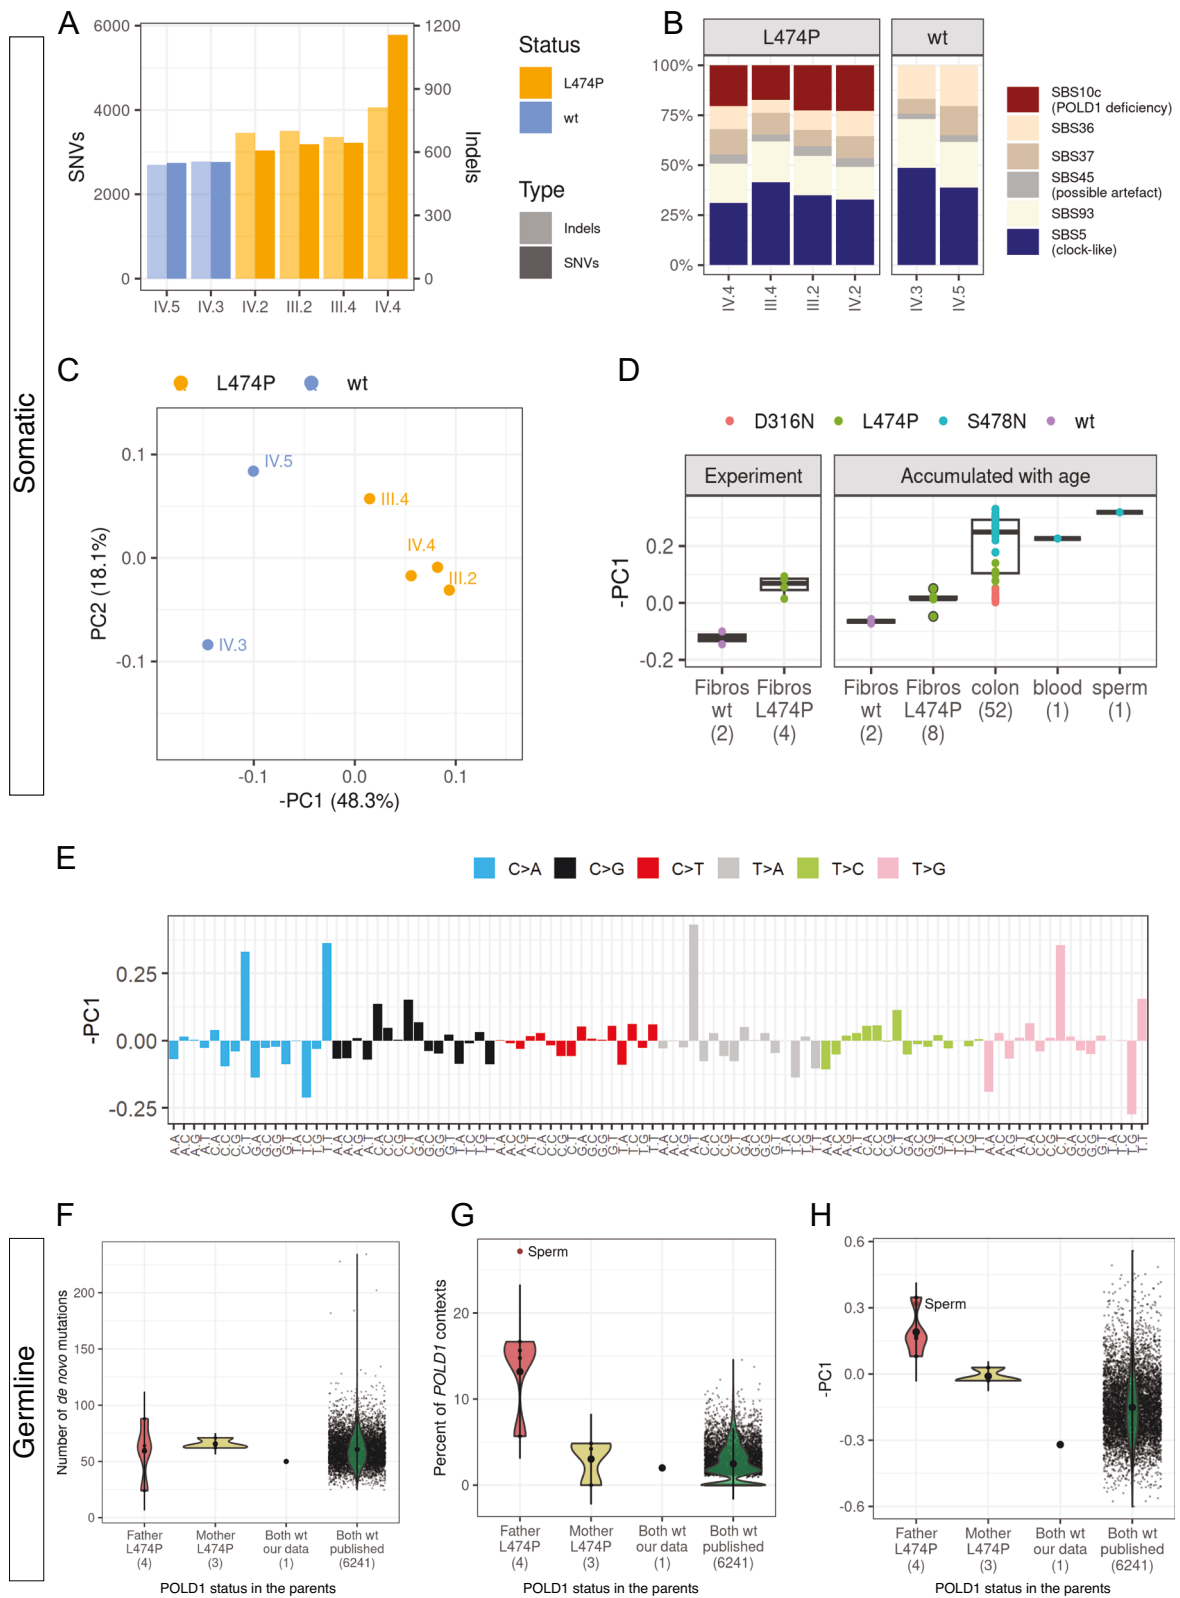 A
6000
4000
2000
0
SNVs
1200
900
600
300
0
Indels
IV.5 IV.3 IV.2 III.2 III.4 IV.4
Status
L474P
wt
Type
Indels
SNVs
B
L474P
wt
100%
75%
50%
25%
0%
IV.4 III.4 III.2 IV.2 IV.3 IV.5
SBS10c
(POLD1 deficiency)
SBS36
SBS37
SBS45
(possible artefact)
SBS93
SBS5
(clock-like)
Somatic
C
L474P wt
0.1
0.0
-0.1
PC2 (18.1%)
IV.5
III.4
IV.4
III.2
IV.3
-0.1 0.0 0.1
-PC1 (48.3%)
D
D316N L474P S478N wt
Experiment
Accumulated with age
0.2
0.0
-0.2
-PC1
Fibros Fibros Fibros Fibros colon blood sperm
wt L474P wt L474P (52) (1) (1)
(2) (4) (2) (8)
E
C>A C>G C>T T>A T>C T>G
0.25
0.00
-0.25
-PC1
Germline
F
200
150
100
50
0
Number of de novo mutations
Father Mother Both wt Both wt
L474P L474P our data published
(4) (3) (1) (6241)
POLD1 status in the parents
G
Sperm
20
10
0
Percent of POLD1 contexts
Father Mother Both wt Both wt
L474P L474P our data published
(4) (3) (1) (6241)
POLD1 status in the parents
H
0.6
0.3
0.0
-0.3
-0.6
-PC1
Sperm
Father Mother Both wt Both wt
L474P L474P our data published
(4) (3) (1) (6241)
POLD1 status in the parents